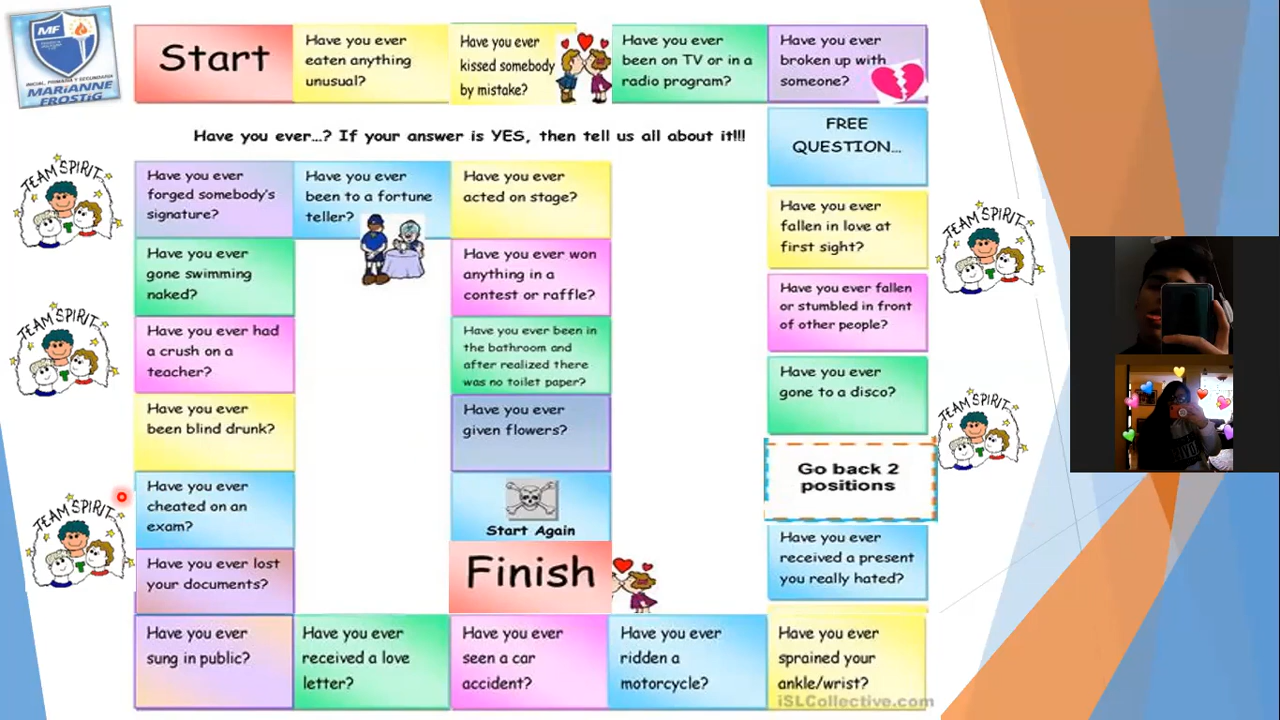 MF
INICIAL, PRIMARIA Y SECUNDARIA
MARIANNE
FROSTIG
Start
Have you ever
eaten anything
unusual?
Have you ever
kissed somebody
by mistake?
Have you ever
been on TV or in a
radio program?
Have you ever
broken up with
someone?
FREE
QUESTION...
Have you ever...? If your answer is YES, then tell us all about it!!!
Have you ever
fallen in love at
first sight?
Have you ever fallen
or stumbled in front
of other people?
Have you ever
gone to a disco?
Go back 2
positions
Have you ever
received a present
you really hated?
Have you ever
sprained your
ankle/wrist?
Have you ever
ridden a
motorcycle?
Have you ever
seen a car
accident?
Have you ever
received a love
letter?
Have you ever
sung in public?
Have you ever lost
your documents?
Have you ever
cheated on an
exam?
Have you ever
been blind drunk?
Have you ever had
a crush on a
teacher?
Have you ever
gone swimming
naked?
Have you ever
forged somebody's
signature?
Have you ever
been to a fortune
teller?
Have you ever
acted on stage?
Have you ever won
anything in a
contest or raffle?
Have you ever been in
the bathroom and
after realized there
was no toilet paper?
Have you ever
given flowers?
Start Again
Finish
TEAM SPIRIT
T
TEAM SPIRIT
T
TEAM SPIRIT
T
TEAM SPIRIT
T
TEAM SPIRIT
T
iSLCollective.com